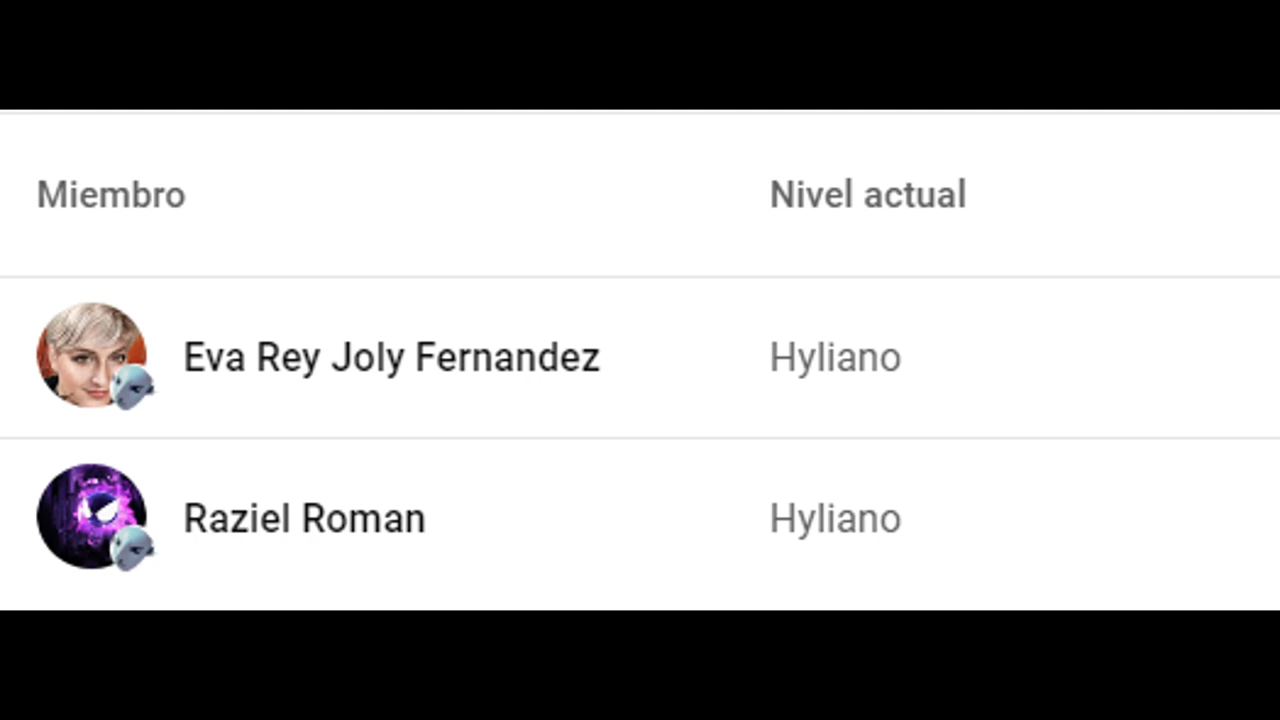 Miembro Nivel actual
Eva Rey Joly Fernandez Hyliano
Raziel Roman Hyliano